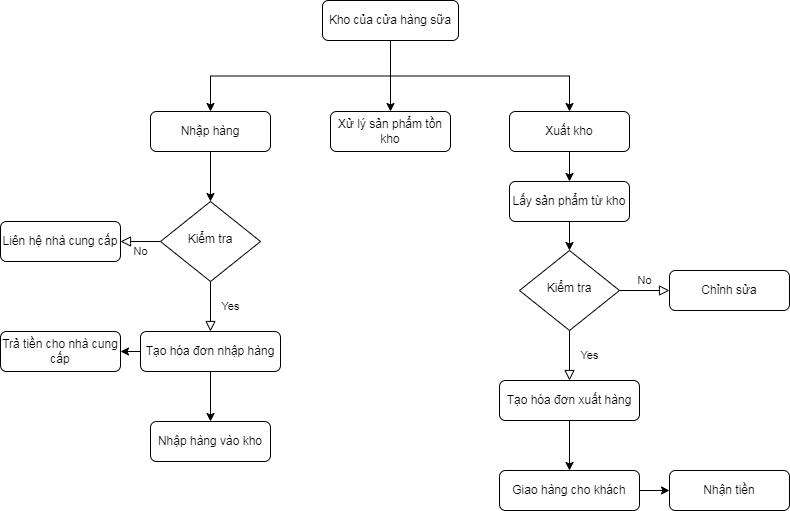 Kho của cửa hàng sữa
Nhập hàng
Xử lý sản phẩm tồn
kho
Xuất kho
Lấy sản phẩm từ kho
Liên hệ nhà cung cấp
No
Kiểm tra
Yes
Kiểm tra
No
Chỉnh sửa
Yes
Trả tiền cho nhà cung
cấp
Tạo hóa đơn nhập hàng
Tạo hóa đơn xuất hàng
Nhập hàng vào kho
Giao hàng cho khách
Nhận tiền